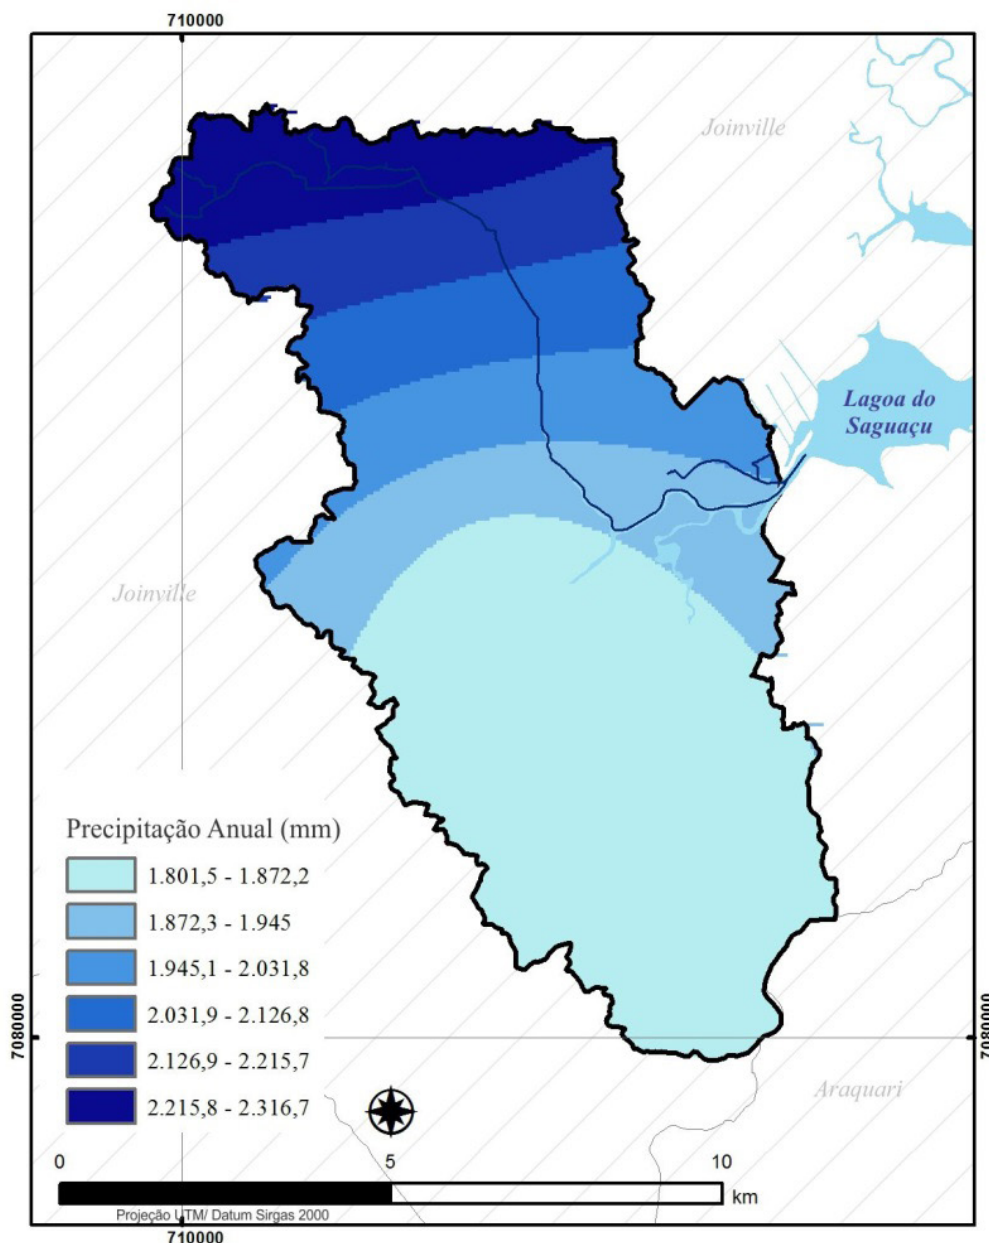 710000
Joinville
Lagoa do
Saguaçu
Joinville
Precipitação Anual (mm)
1.801,5 - 1.872,2
1.872,3 - 1.945
1.945,1 - 2.031,8
2.031,9 - 2.126,8
2.126,9 - 2.215,7
2.215,8 - 2.316,7
7080000
7080000
Araquari
0 5 10
km
Projeção UTM/ Datum Sirgas 2000
710000